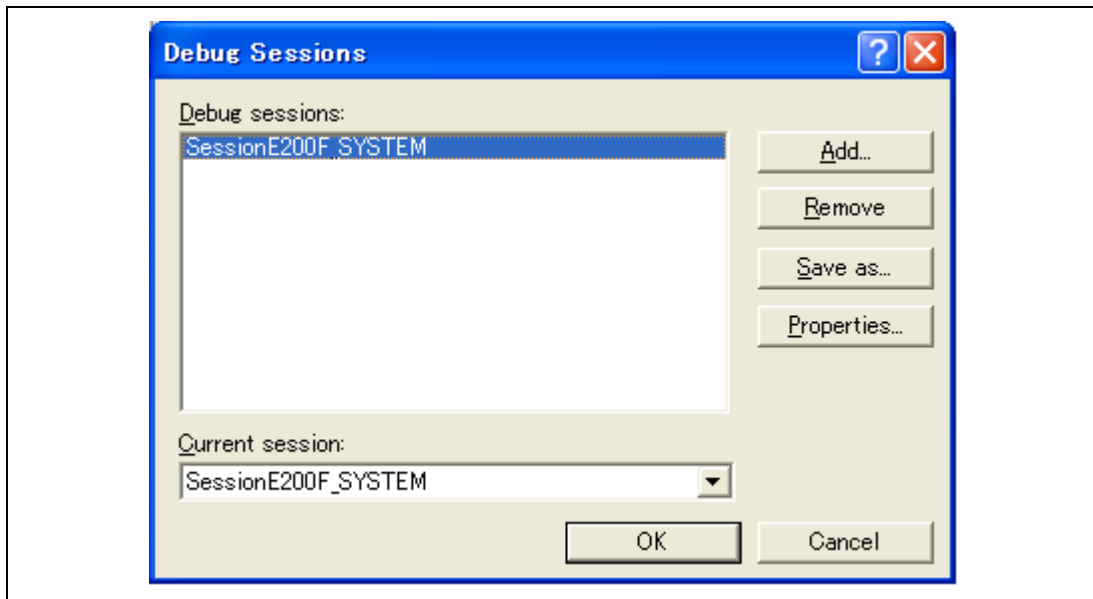 Debug Sessions
Debug sessions:
SessionE200F_SYSTEM
Add...
Remove
Save as...
Properties...
Current session:
SessionE200F_SYSTEM
OK
Cancel